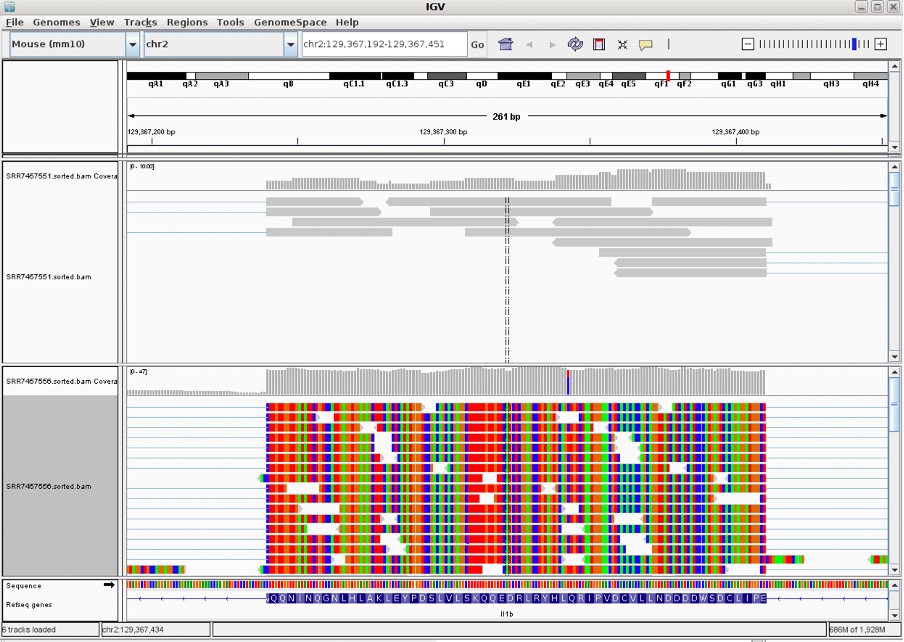 IGV
File Genomes View Tracks Regions Tools GenomeSpace Help
Mouse (mm10) chr2 chr2:129,367,192-129,367,451 Go
qA1 qA2 qA3 qB qC1.1 qC1.3 qC3 qD qE1 qE2 qE3 qE4 qE5 qF1 qF2 qG1 qG3 qH1 qH3 qH4
261 bp
129,367,200 bp 129,367,300 bp 129,367,400 bp
[0 - 10.00]
SRR7457551.sorted.bam Covera
SRR7457551.sorted.bam
[0 - 47]
SRR7457556.sorted.bam Covera
SRR7457556.sorted.bam
Sequence
Refseq genes
QQNINQGNLHLAKLEYPDSLVLSKQQEDRLRYHLQRIPVDCVLLNDDDDWSDCLIPE
Il1b
6 tracks loaded chr2:129,367,434 686M of 1,928M